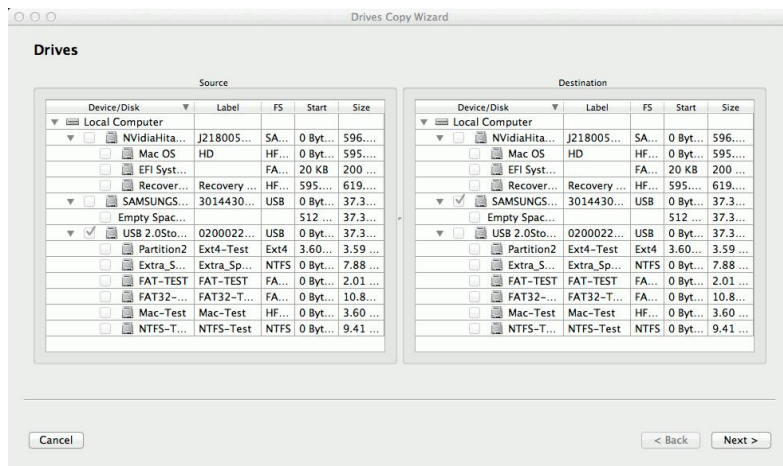 Drives Copy Wizard
Drives
Source
Device/Disk Label FS Start Size
Local Computer
NVidiaHita... J218005... SA... 0 Byt... 596....
Mac OS HD HF... 0 Byt... 595....
EFI Syst... FA... 20 KB 200 ...
Recover... Recovery ... HF... 595.... 619....
SAMSUNGS... 3014430... USB 0 Byt... 37.3...
Empty Spac... 512 ... 37.3...
USB 2.0Sto... 0200022... USB 0 Byt... 37.3...
Partition2 Ext4-Test Ext4 3.60... 3.59 ...
Extra_S... Extra_Sp... NTFS 0 Byt... 7.88 ...
FAT-TEST FAT-TEST FA... 0 Byt... 2.01 ...
FAT32-... FAT32-T... FA... 0 Byt... 10.8...
Mac-Test Mac-Test HF... 0 Byt... 3.60 ...
NTFS-T... NTFS-Test NTFS 0 Byt... 9.41 ...
Destination
Device/Disk Label FS Start Size
Local Computer
NVidiaHita... J218005... SA... 0 Byt... 596....
Mac OS HD HF... 0 Byt... 595....
EFI Syst... FA... 20 KB 200 ...
Recover... Recovery ... HF... 595.... 619....
SAMSUNGS... 3014430... USB 0 Byt... 37.3...
Empty Spac... 512 ... 37.3...
USB 2.0Sto... 0200022... USB 0 Byt... 37.3...
Partition2 Ext4-Test Ext4 3.60... 3.59 ...
Extra_S... Extra_Sp... NTFS 0 Byt... 7.88 ...
FAT-TEST FAT-TEST FA... 0 Byt... 2.01 ...
FAT32-... FAT32-T... FA... 0 Byt... 10.8...
Mac-Test Mac-Test HF... 0 Byt... 3.60 ...
NTFS-T... NTFS-Test NTFS 0 Byt... 9.41 ...
Cancel
< Back
Next >